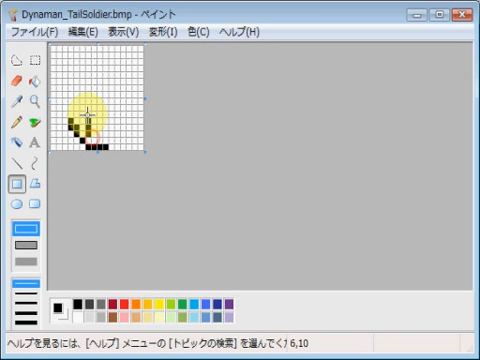 Dynaman_TailSoldier.bmp - ペイント
ファイル(F) 編集(E) 表示(V) 変形(I) 色(C) ヘルプ(H)
A
ヘルプを見るには、[ヘルプ] メニューの [トピックの検索] を選んでく 6,10